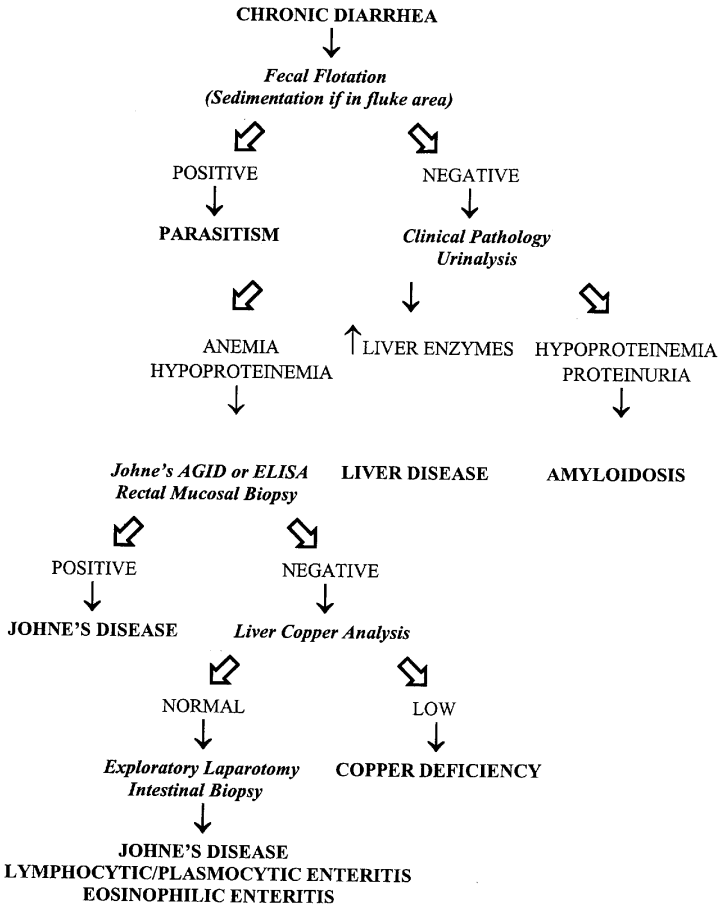 CHRONIC DIARRHEA
Fecal Flotation
(Sedimentation if in fluke area)
POSITIVE
NEGATIVE
PARASITISM
Clinical Pathology
Urinalysis
ANEMIA
HYPOPROTEINEMIA
↑ LIVER ENZYMES
HYPOPROTEINEMIA
PROTEINURIA
Johne's AGID or ELISA
Rectal Mucosal Biopsy
LIVER DISEASE
AMYLOIDOSIS
POSITIVE
NEGATIVE
JOHNE'S DISEASE
Liver Copper Analysis
NORMAL
LOW
Exploratory Laparotomy
Intestinal Biopsy
COPPER DEFICIENCY
JOHNE'S DISEASE
LYMPHOCYTIC/PLASMOCYTIC ENTERITIS
EOSINOPHILIC ENTERITIS